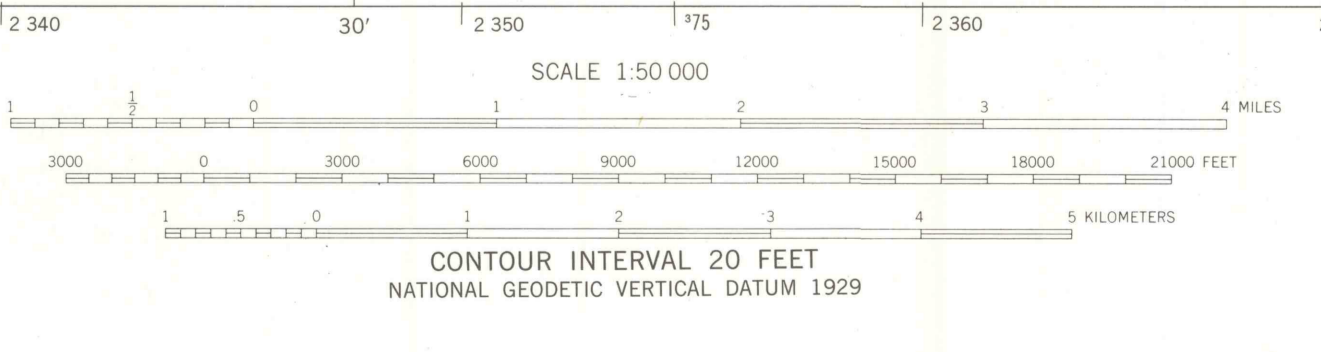 2 340 30′ 2 350 ³75 2 360
SCALE 1:50 000
1 ½ 0 1 2 3 4 MILES
3000 0 3000 6000 9000 12000 15000 18000 21000 FEET
1 .5 0 1 2 3 4 5 KILOMETERS
CONTOUR INTERVAL 20 FEET
NATIONAL GEODETIC VERTICAL DATUM 1929